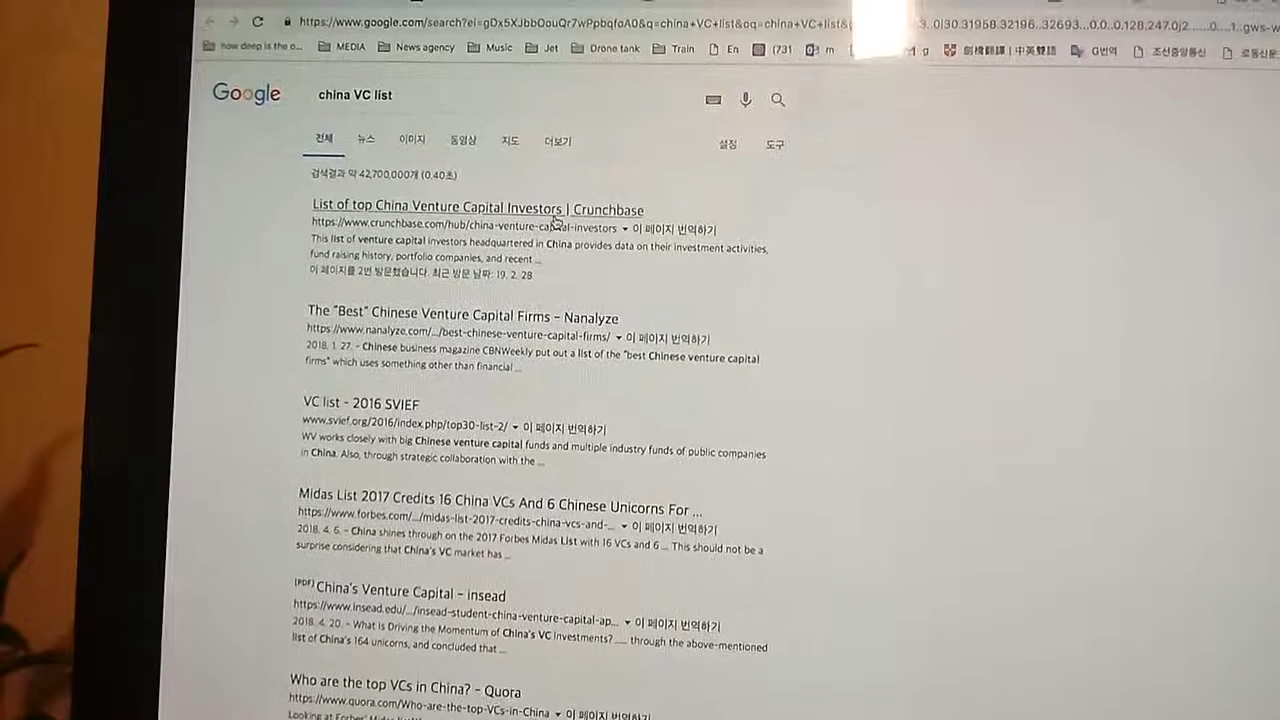 https://www.google.com/search?ei=gDx5XJbbOouQr7wPpbqfoA0&q=china+VC+list&oq=china+VC+list& 3..0i30.31958.32196..32693...0.0..0.128.247.0j2......0....1..gws-w
how deep is the o... MEDIA News agency Music Jet Drone tank Train En (731 m g 劍橋翻譯 | 中英雙語 G번역 조선중앙통신 로동신문
Google china VC list
전체 뉴스 이미지 동영상 지도 더보기 설정 도구
검색결과 약 42,700,000개 (0.40초)
List of top China Venture Capital Investors | Crunchbase
https://www.crunchbase.com/hub/china-venture-capital-investors ▾ 이 페이지 번역하기
This list of venture capital investors headquartered in China provides data on their investment activities,
fund raising history, portfolio companies, and recent ...
이 페이지를 2번 방문했습니다. 최근 방문 날짜: 19. 2. 28
The "Best" Chinese Venture Capital Firms - Nanalyze
https://www.nanalyze.com/.../best-chinese-venture-capital-firms/ ▾ 이 페이지 번역하기
2018. 1. 27. - Chinese business magazine CBNWeekly put out a list of the "best Chinese venture capital
firms" which uses something other than financial ...
VC list - 2016 SVIEF
www.svief.org/2016/index.php/top30-list-2/ ▾ 이 페이지 번역하기
WV works closely with big Chinese venture capital funds and multiple industry funds of public companies
in China. Also, through strategic collaboration with the ...
Midas List 2017 Credits 16 China VCs And 6 Chinese Unicorns For ...
https://www.forbes.com/.../midas-list-2017-credits-china-vcs-and-... ▾ 이 페이지 번역하기
2018. 4. 6. - China shines through on the 2017 Forbes Midas List with 16 VCs and 6 ... This should not be a
surprise considering that China's VC market has ...
[PDF] China's Venture Capital - insead
https://www.insead.edu/.../insead-student-china-venture-capital-ap... ▾ 이 페이지 번역하기
2018. 4. 20. - What Is Driving the Momentum of China's VC Investments? ...... through the above-mentioned
list of China's 164 unicorns, and concluded that ...
Who are the top VCs in China? - Quora
https://www.quora.com/Who-are-the-top-VCs-in-China ▾ 이 페이지 번역하기
Looking at Forbes' Midas